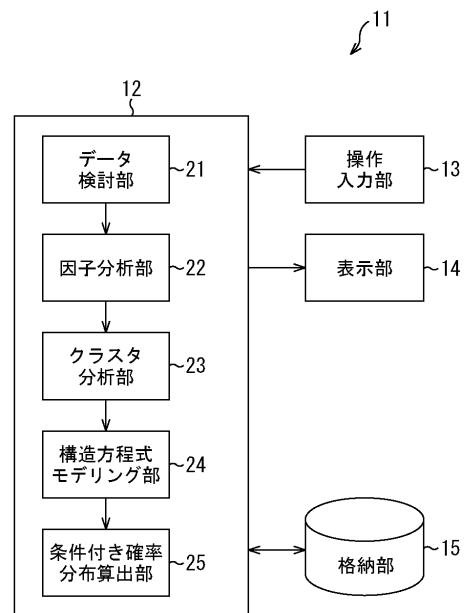 11
12
データ
検討部
21
操作
入力部
13
因子分析部
22
表示部
14
クラスタ
分析部
23
構造方程式
モデリング部
24
条件付き確率
分布算出部
25
格納部
15